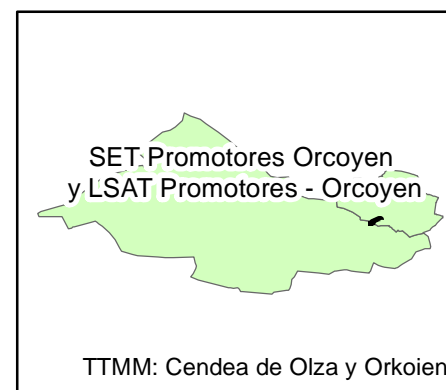 SET Promotores Orcoyen
y LSAT Promotores - Orcoyen
TTMM: Cendea de Olza y Orkoien